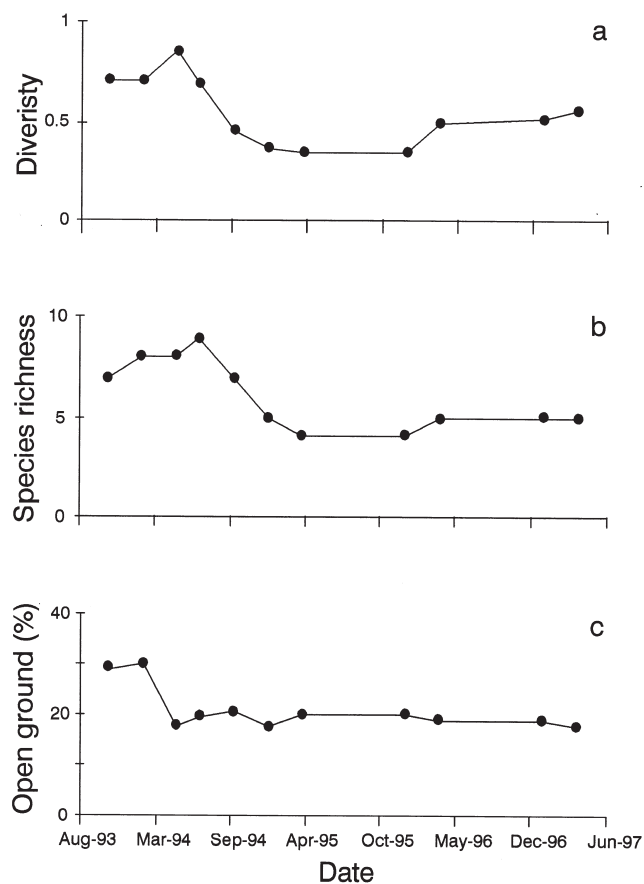 1
a
Diveristy
0.5
0
10
b
Species richness
5
0
40
c
Open ground (%)
20
0
Aug-93 Mar-94 Sep-94 Apr-95 Oct-95 May-96 Dec-96 Jun-97
Date